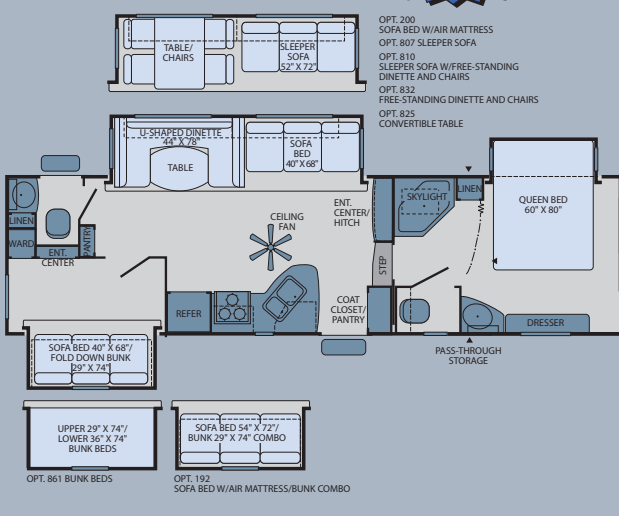 TABLE/
CHAIRS
SLEEPER
SOFA
52" X 72"
OPT. 200
SOFA BED W/AIR MATTRESS
OPT. 807 SLEEPER SOFA
OPT. 810
SLEEPER SOFA W/FREE-STANDING
DINETTE AND CHAIRS
OPT. 832
FREE-STANDING DINETTE AND CHAIRS
OPT. 825
CONVERTIBLE TABLE
U-SHAPED DINETTE
44" X 78"
TABLE
SOFA
BED
40" X 68"
LINEN
WARD
ENT.
CENTER
PANTRY
CEILING
FAN
ENT.
CENTER/
HITCH
SKYLIGHT
LINEN
QUEEN BED
60" X 80"
STEP
REFER
COAT
CLOSET/
PANTRY
DRESSER
PASS-THROUGH
STORAGE
SOFA BED 40" X 68"/
FOLD DOWN BUNK
29" X 74"
UPPER 29" X 74"/
LOWER 36" X 74"
BUNK BEDS
OPT. 861 BUNK BEDS
SOFA BED 54" X 72"/
BUNK 29" X 74" COMBO
OPT. 192
SOFA BED W/AIR MATTRESS/BUNK COMBO